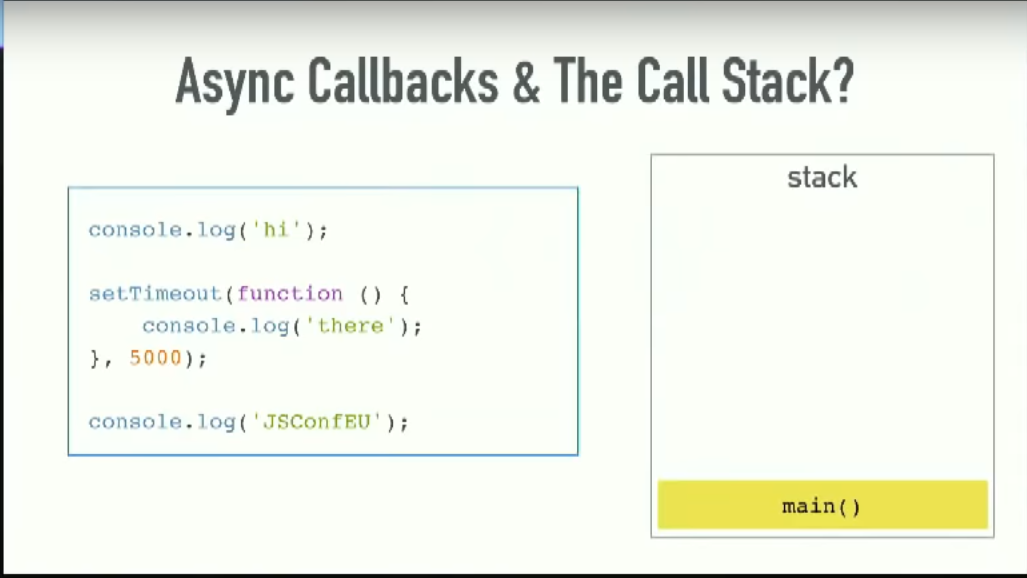 Async Callbacks & The Call Stack?
console.log('hi');
setTimeout(function () {
    console.log('there');
}, 5000);
console.log('JSConfEU');
stack
main()